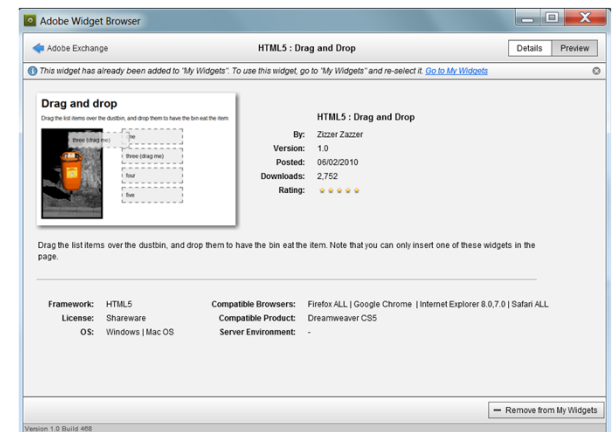 Adobe Widget Browser
Adobe Exchange
HTML5 : Drag and Drop
Details
Preview
This widget has already been added to "My Widgets". To use this widget, go to "My Widgets" and re-select it. Go to My Widgets
Drag and drop
Drag the list items over the dustbin, and drop them to have the bin eat the item
three (drag me)
three (drag me)
four
five
HTML5 : Drag and Drop
By: Zizzer Zazzer
Version: 1.0
Posted: 06/02/2010
Downloads: 2,752
Rating:
Drag the list items over the dustbin, and drop them to have the bin eat the item. Note that you can only insert one of these widgets in the
page.
Framework: HTML5 Compatible Browsers: Firefox ALL | Google Chrome | Internet Explorer 8.0,7.0 | Safari ALL
License: Shareware Compatible Product: Dreamweaver CS5
OS: Windows | Mac OS Server Environment: -
Remove from My Widgets
Version 1.0 Build 468